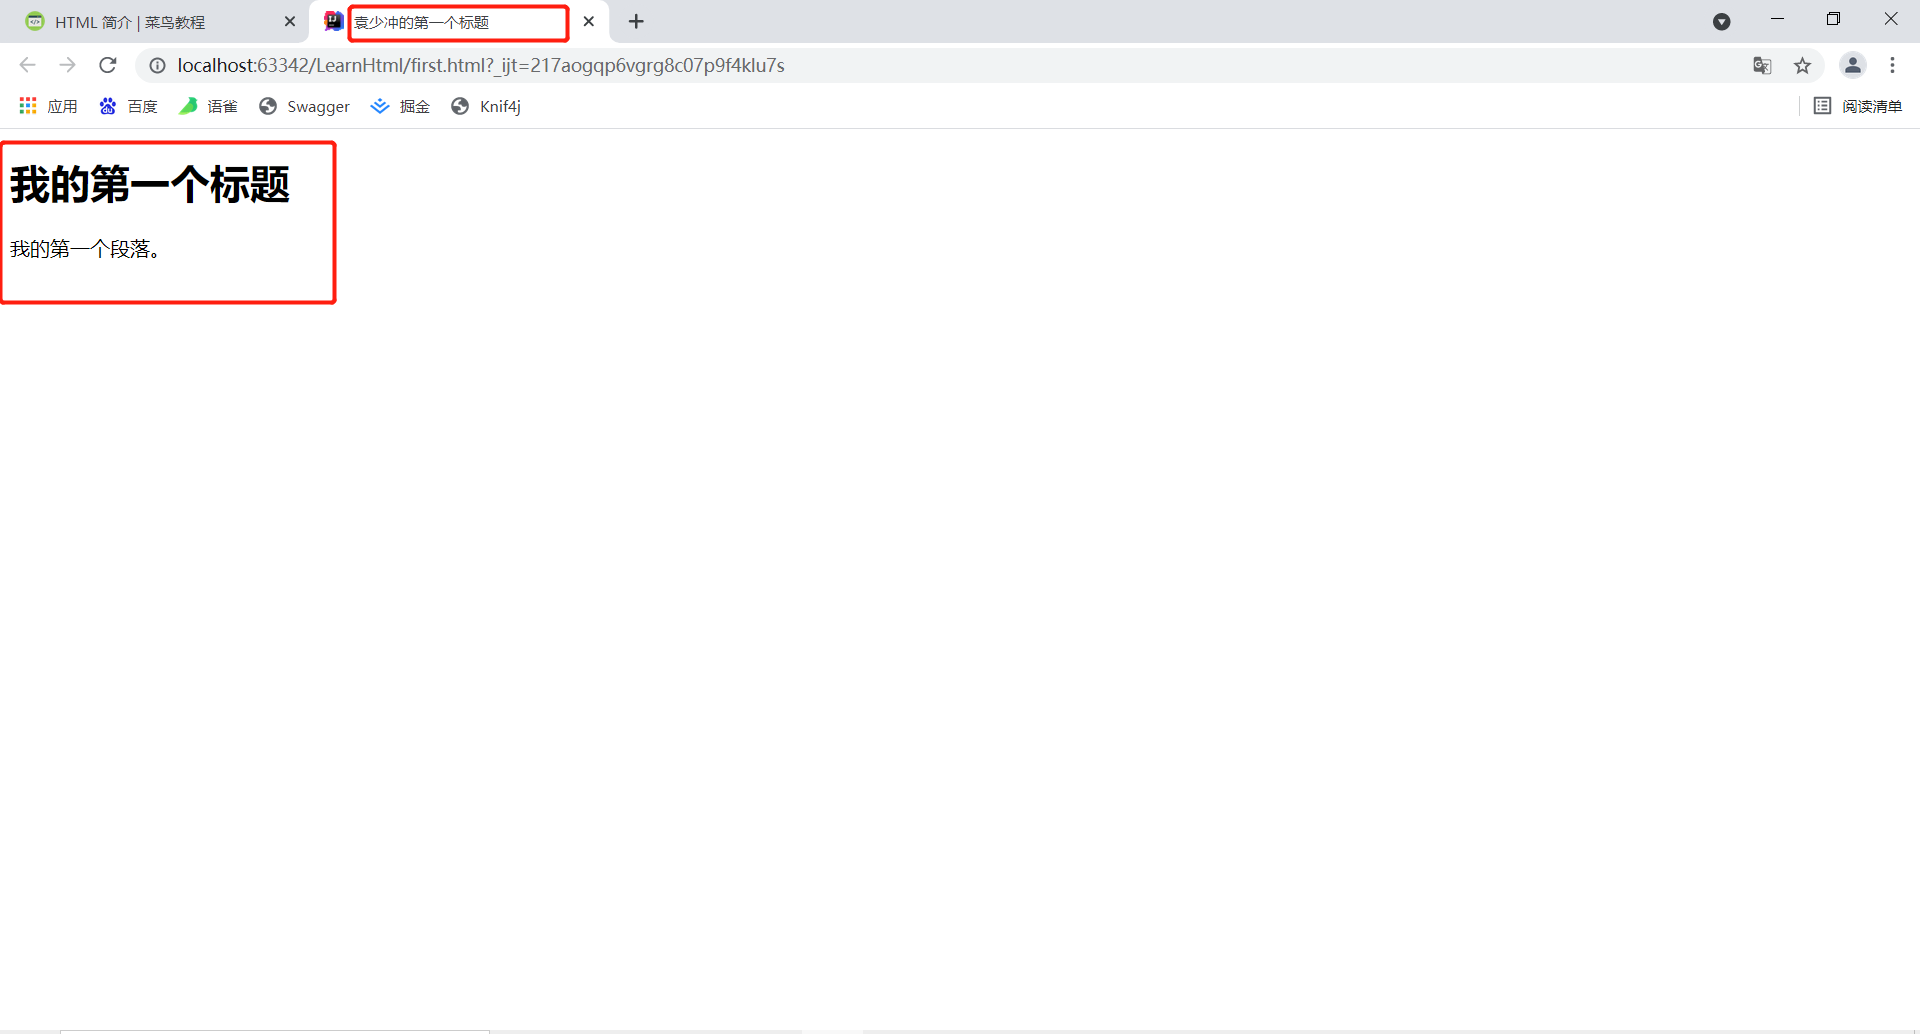 HTML 简介 | 菜鸟教程
袁少冲的第一个标题
localhost:63342/LearnHtml/first.html?_ijt=217aogqp6vgrg8c07p9f4klu7s
应用 百度 语雀 Swagger 掘金 Knif4j 阅读清单
我的第一个标题
我的第一个段落。